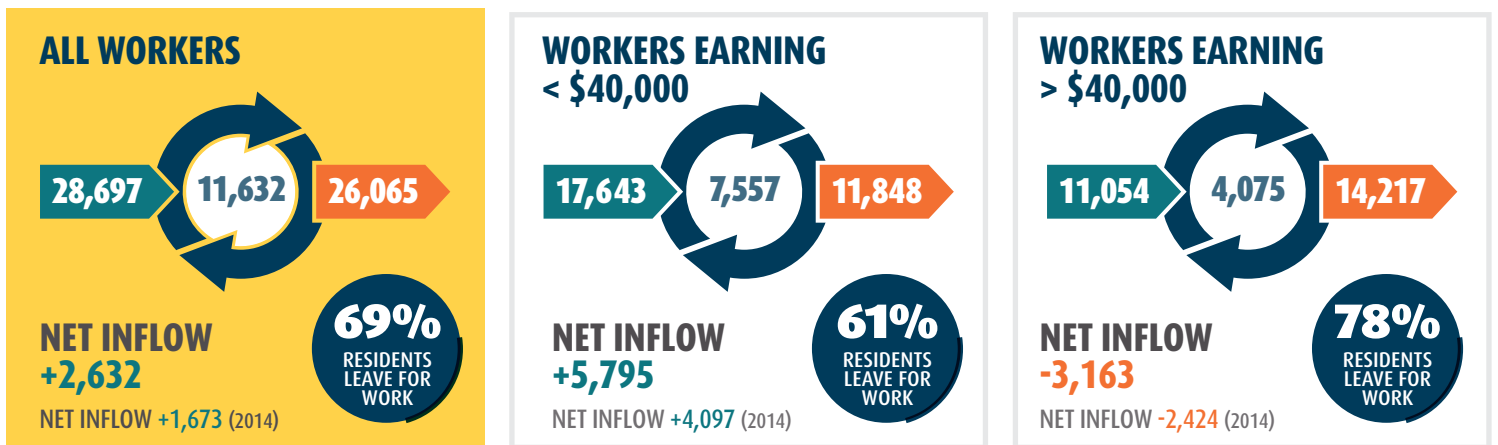 ALL WORKERS
28,697
11,632
26,065
NET INFLOW
+2,632
NET INFLOW +1,673 (2014)
69%
RESIDENTS
LEAVE FOR
WORK
WORKERS EARNING
< $40,000
17,643
7,557
11,848
NET INFLOW
+5,795
NET INFLOW +4,097 (2014)
61%
RESIDENTS
LEAVE FOR
WORK
WORKERS EARNING
> $40,000
11,054
4,075
14,217
NET INFLOW
-3,163
NET INFLOW -2,424 (2014)
78%
RESIDENTS
LEAVE FOR
WORK